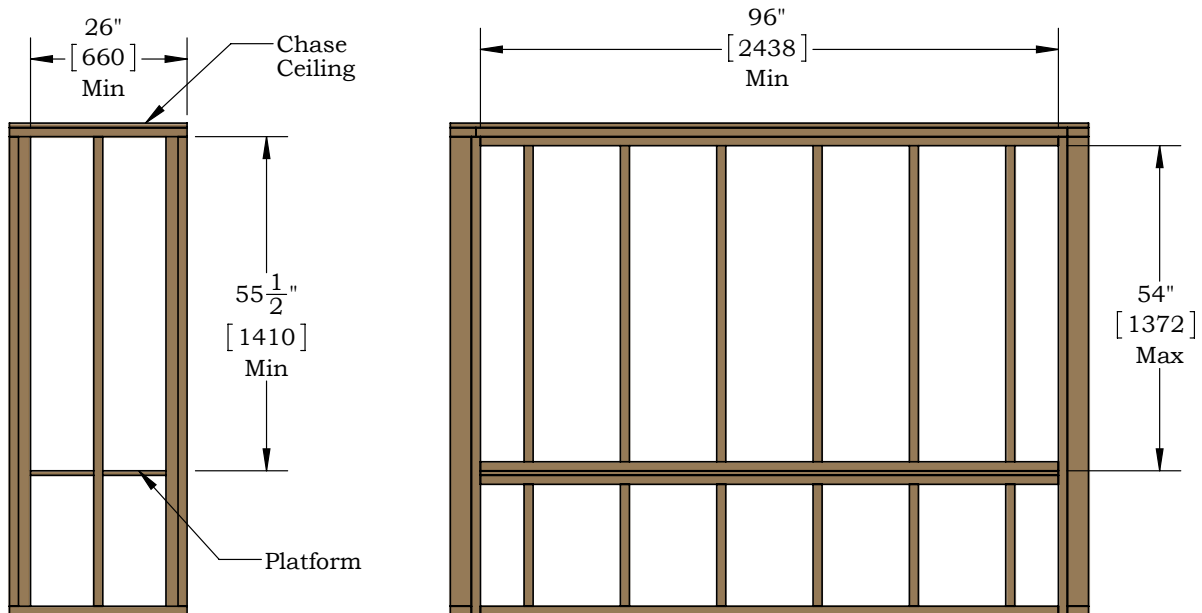 26"
[660]
Min
Chase
Ceiling
96"
[2438]
Min
55 1/2"
[1410]
Min
54"
[1372]
Max
Platform